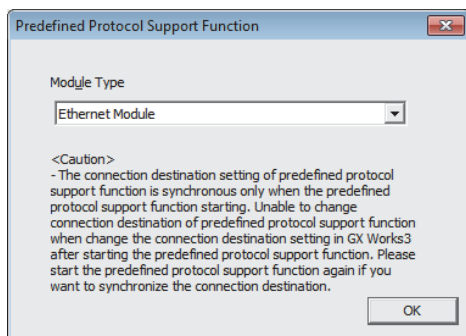 Predefined Protocol Support Function
Module Type
Ethernet Module
<Caution>
- The connection destination setting of predefined protocol
support function is synchronous only when the predefined
protocol support function starting. Unable to change
connection destination of predefined protocol support function
when change the connection destination setting in GX Works3
after starting the predefined protocol support function. Please
start the predefined protocol support function again if you
want to synchronize the connection destination.
OK